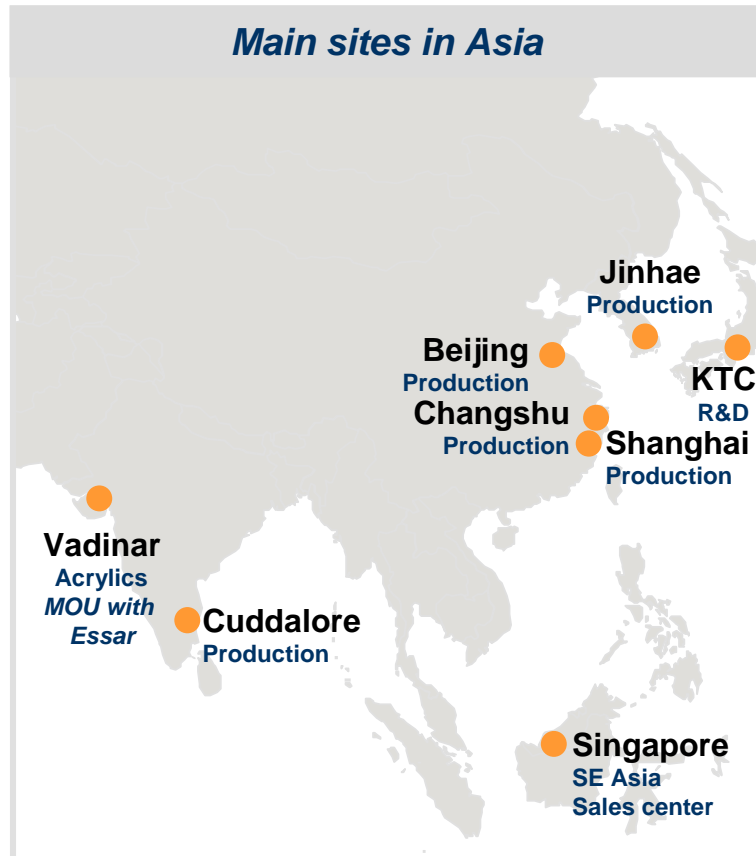 Main sites in Asia
Jinhae
Production
Beijing
Production
KTC
R&D
Changshu
Production
Shanghai
Production
Vadinar
Acrylics
MOU with
Essar
Cuddalore
Production
Singapore
SE Asia
Sales center